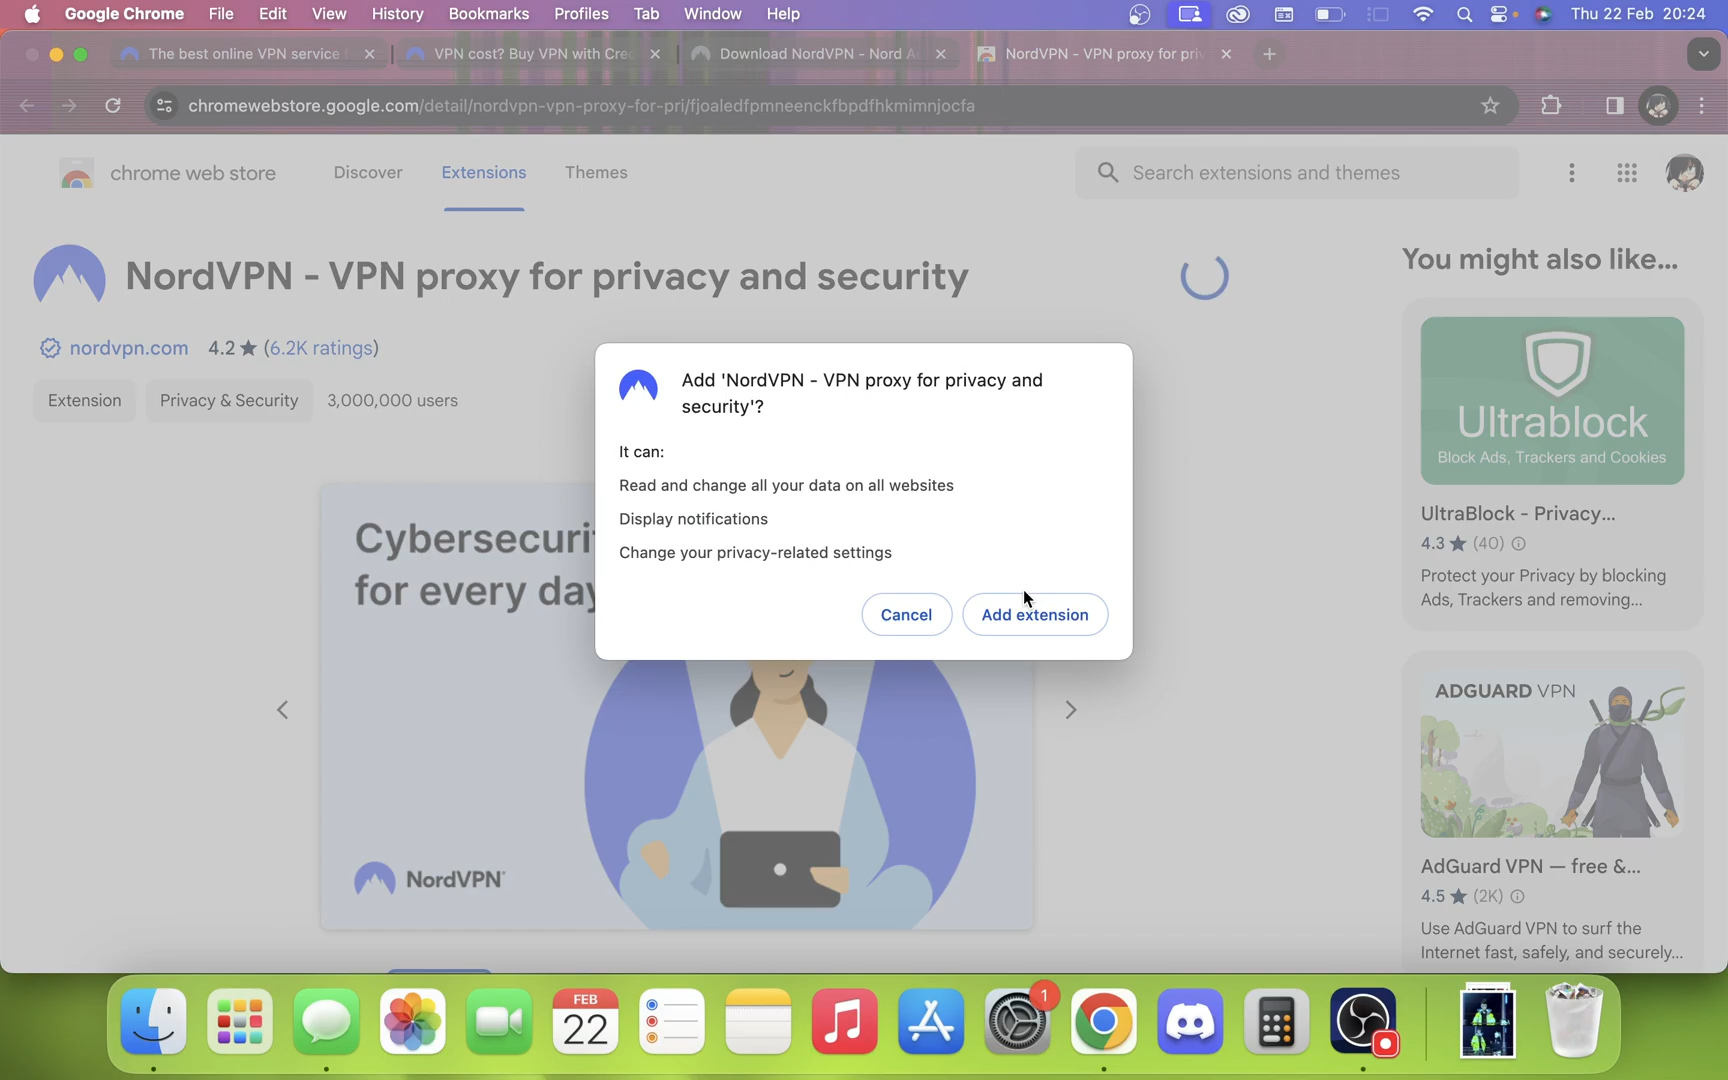 Google Chrome File Edit View History Bookmarks Profiles Tab Window Help Thu 22 Feb 20:24
The best online VPN service VPN cost? Buy VPN with Download NordVPN - Nord NordVPN - VPN proxy for
chromewebstore.google.com/detail/nordvpn-vpn-proxy-for-pri/fjoaledfpmneenckfbpdfhkmimnjocfa
chrome web store Discover Extensions Themes Search extensions and themes
NordVPN - VPN proxy for privacy and security
nordvpn.com 4.2 (6.2K ratings)
Extension Privacy & Security 3,000,000 users
Cybersecuri
for every day
NordVPN
Add 'NordVPN - VPN proxy for privacy and
security'?
It can:
Read and change all your data on all websites
Display notifications
Change your privacy-related settings
Cancel Add extension
You might also like...
Ultrablock
Block Ads, Trackers and Cookies
UltraBlock - Privacy...
4.3 (40)
Protect your Privacy by blocking
Ads, Trackers and removing...
ADGUARD VPN
AdGuard VPN — free &...
4.5 (2K)
Use AdGuard VPN to surf the
Internet fast, safely, and securely...
FEB
22
1